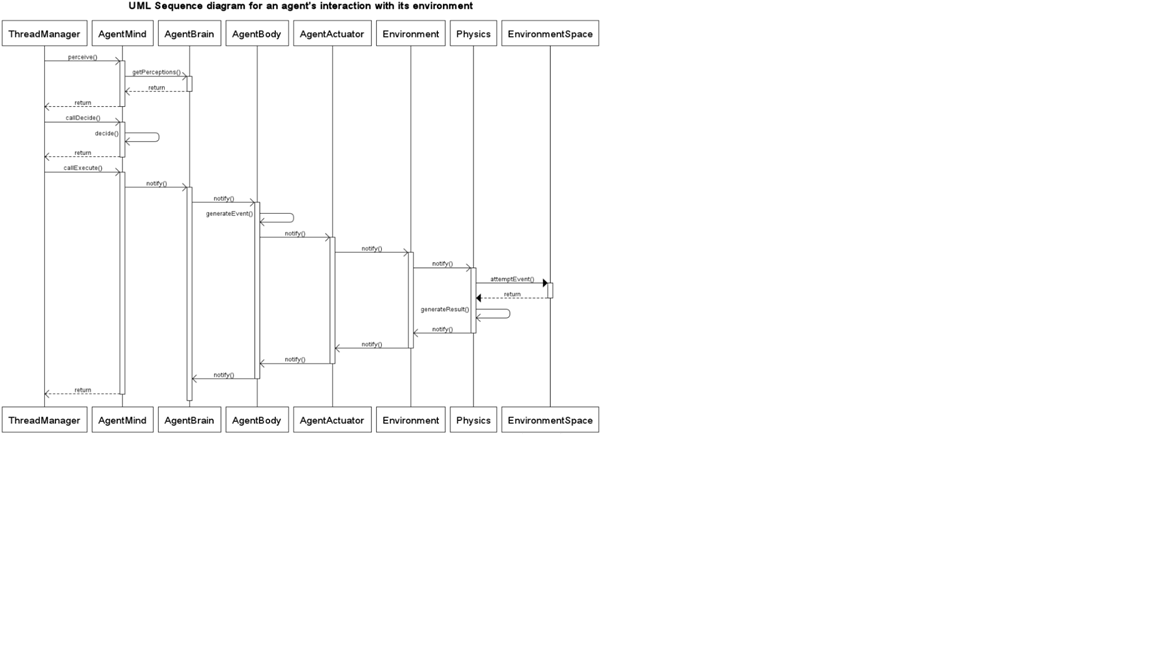 UML Sequence diagram for an agent's interaction with its environment
ThreadManager AgentMind AgentBrain AgentBody AgentActuator Environment Physics EnvironmentSpace
perceive()
getPerceptions()
return
return
callDecide()
decide()
return
callExecute()
notify()
notify()
generateEvent()
notify()
notify()
notify()
attemptEvent()
return
generateResult()
notify()
notify()
notify()
notify()
return
ThreadManager AgentMind AgentBrain AgentBody AgentActuator Environment Physics EnvironmentSpace